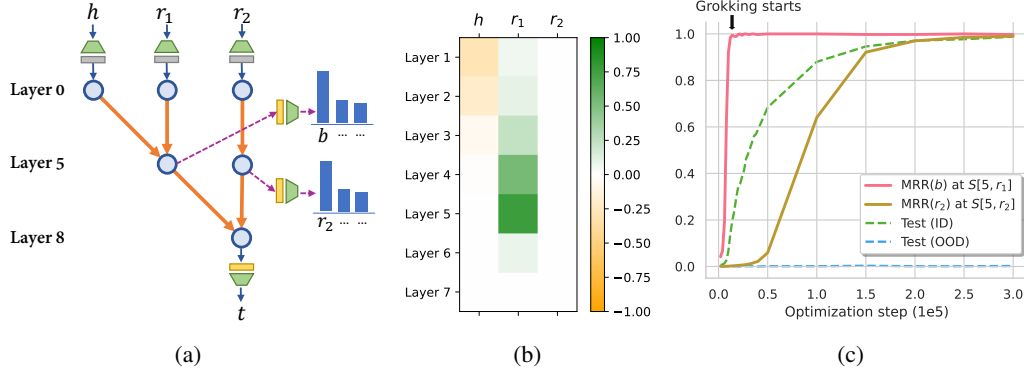 h r₁ r₂
Layer 0
b ... ...
Layer 5
r₂ ... ...
Layer 8
t
(a)
h r₁ r₂
Layer 1
Layer 2
Layer 3
Layer 4
Layer 5
Layer 6
Layer 7
1.00
0.75
0.50
0.25
0.00
−0.25
−0.50
−0.75
−1.00
(b)
Grokking starts
1.0
0.8
0.6
0.4
0.2
0.0
MRR(b) at S[5, r₁]
MRR(r₂) at S[5, r₂]
Test (ID)
Test (OOD)
0.0 0.5 1.0 1.5 2.0 2.5 3.0
Optimization step (1e5)
(c)